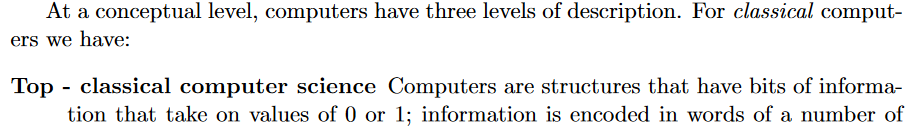 At a conceptual level, computers have three levels of description. For classical comput-
ers we have:
Top - classical computer science Computers are structures that have bits of informa-
tion that take on values of 0 or 1; information is encoded in words of a number of